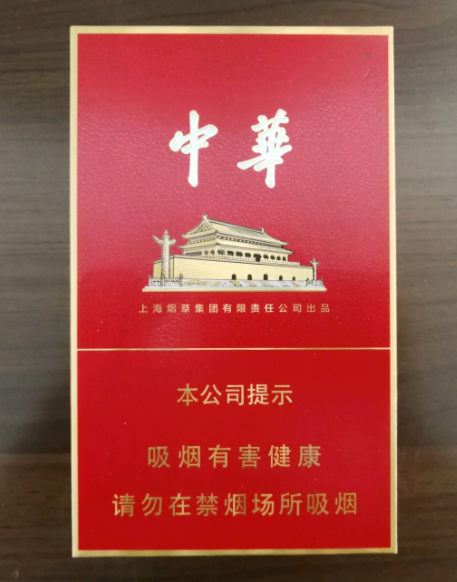 中華
上海烟草集团有限责任公司出品
本公司提示
吸烟有害健康
请勿在禁烟场所吸烟